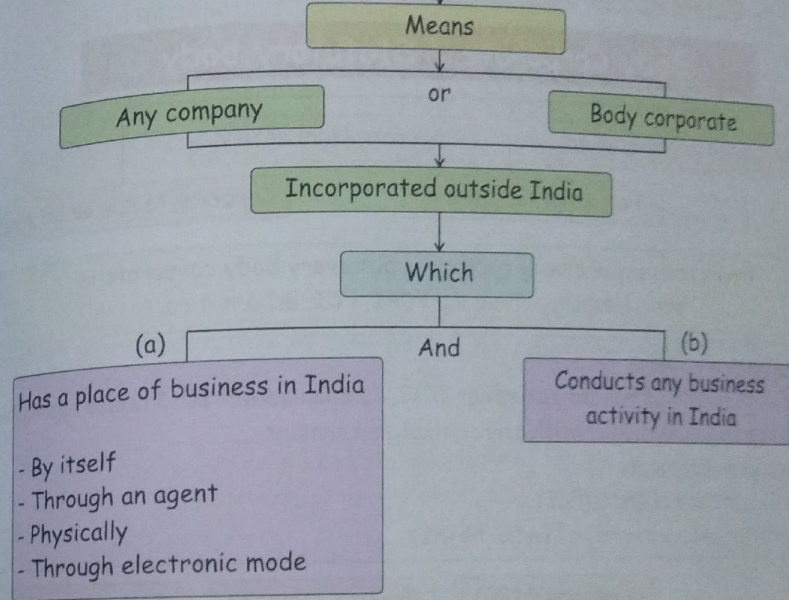 Means
Any company
or
Body corporate
Incorporated outside India
Which
(a)
And
(b)
Has a place of business in India
- By itself
- Through an agent
- Physically
- Through electronic mode
Conducts any business
activity in India